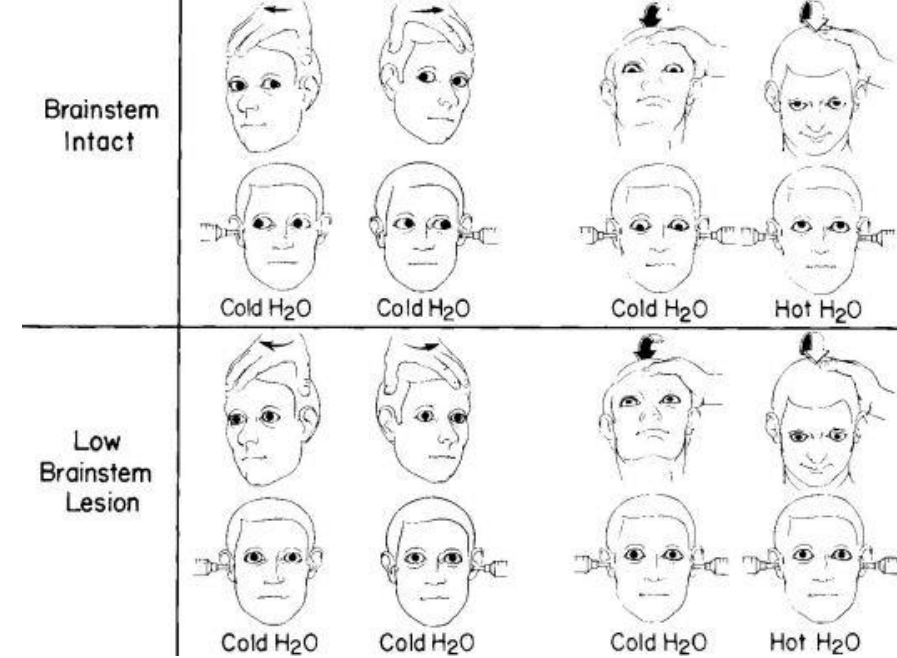 Brainstem
Intact
Cold H2O
Cold H2O
Cold H2O
Hot H2O
Low
Brainstem
Lesion
Cold H2O
Cold H2O
Cold H2O
Hot H2O